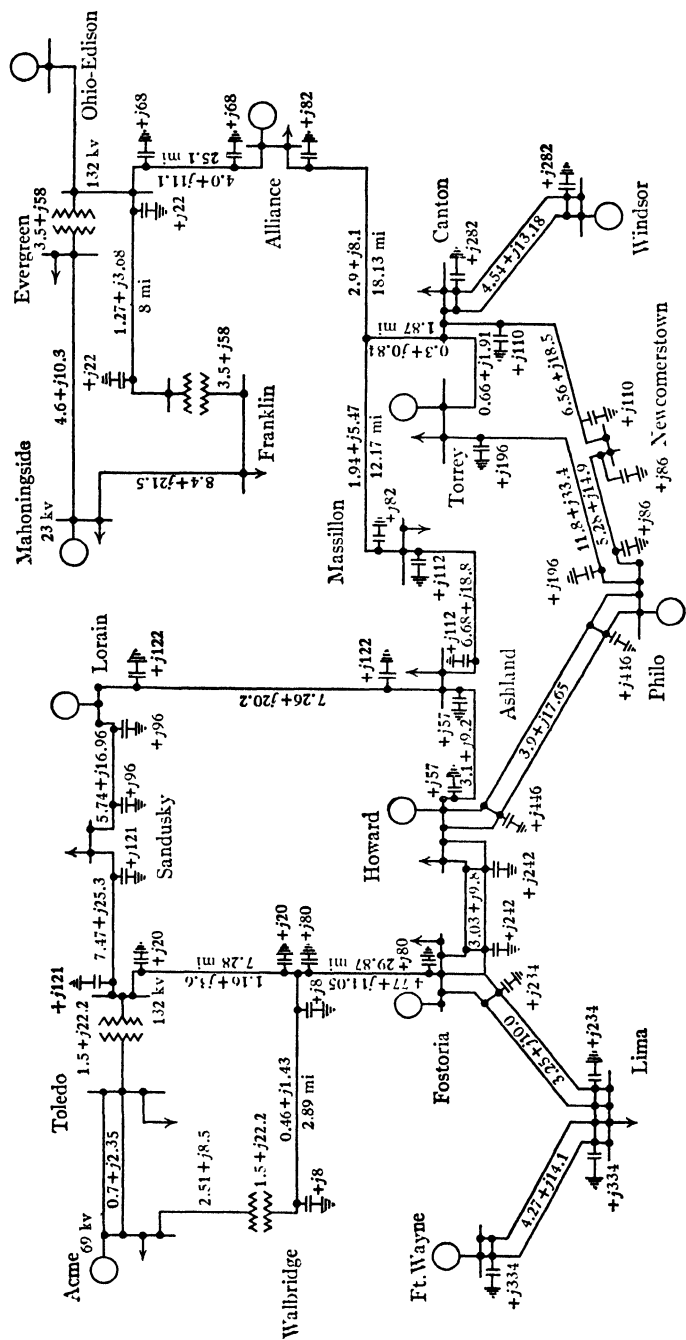 Acme
69 kv
Toledo
0.7+j2.35
2.51+j8.5
1.5+j22.2
Walbridge
+j8
0.46+j1.43
2.89 mi
+j8
1.5+j22.2
132 kv
+j121
+j20
7.28 mi
1.16+j3.6
+j20
+j80
29.87 mi
4.77+j11.05
+j80
7.47+j25.3
+j121
Sandusky
5.74+j16.96
+j96
+j96
Lorain
+j122
7.26+j20.2
+j122
Mahoningside
23 kv
4.6+j10.3
Evergreen
3.5+j58
132 kv
Ohio-Edison
8.4+j21.5
Franklin
3.5+j58
+j22
1.27+j3.68
8 mi
+j22
+j68
25.1 mi
4.0+j11.1
+j68
Alliance
+j82
2.9+j8.1
18.13 mi
Massillon
+j82
1.94+j5.47
12.17 mi
+j112
6.68+j18.8
+j112
Ashland
+j57
3.1+j9.2
+j57
Howard
+j242
3.03+j9.8
+j242
Fostoria
+j234
3.25+j10.0
+j234
Lima
+j334
4.27+j14.1
+j334
Ft. Wayne
+j446
3.9+j17.65
+j446
Philo
+j196
11.8+j33.4
+j196
Torrey
0.66+j1.91
1.87 mi
0.3+j0.84
Canton
+j282
4.54+j13.18
+j282
Windsor
+j110
6.56+j18.5
+j110
Newcomerstown
+j86
5.28+j14.9
+j86